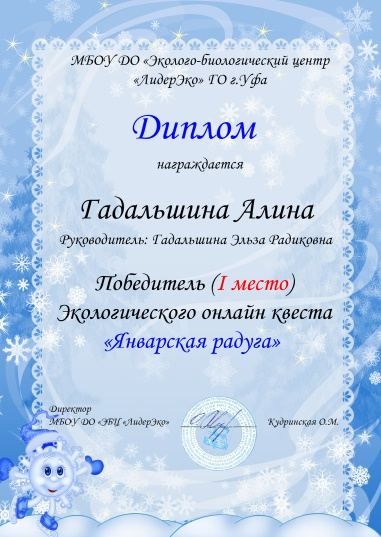 МБОУ ДО «Эколого-биологический центр
«ЛидерЭко» ГО г.Уфа
Диплом
награждается
Гадальшина Алина
Руководитель: Гадальшина Эльза Радиковна
Победитель (I место)
Экологического онлайн квеста
«Январская радуга»
Директор
МБОУ ДО «ЭБЦ «ЛидерЭко» Кудринская О.М.